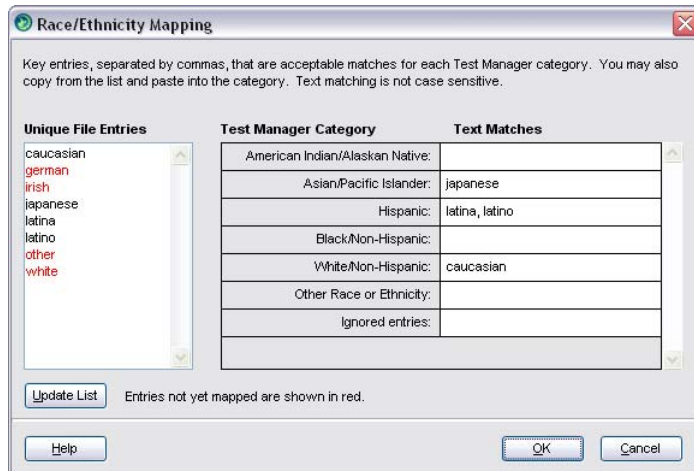 Race/Ethnicity Mapping
Key entries, separated by commas, that are acceptable matches for each Test Manager category. You may also
copy from the list and paste into the category. Text matching is not case sensitive.
Unique File Entries
caucasian
german
irish
japanese
latina
latino
other
white
Test Manager Category Text Matches
American Indian/Alaskan Native:
Asian/Pacific Islander: japanese
Hispanic: latina, latino
Black/Non-Hispanic:
White/Non-Hispanic: caucasian
Other Race or Ethnicity:
Ignored entries:
Update List Entries not yet mapped are shown in red.
Help OK Cancel